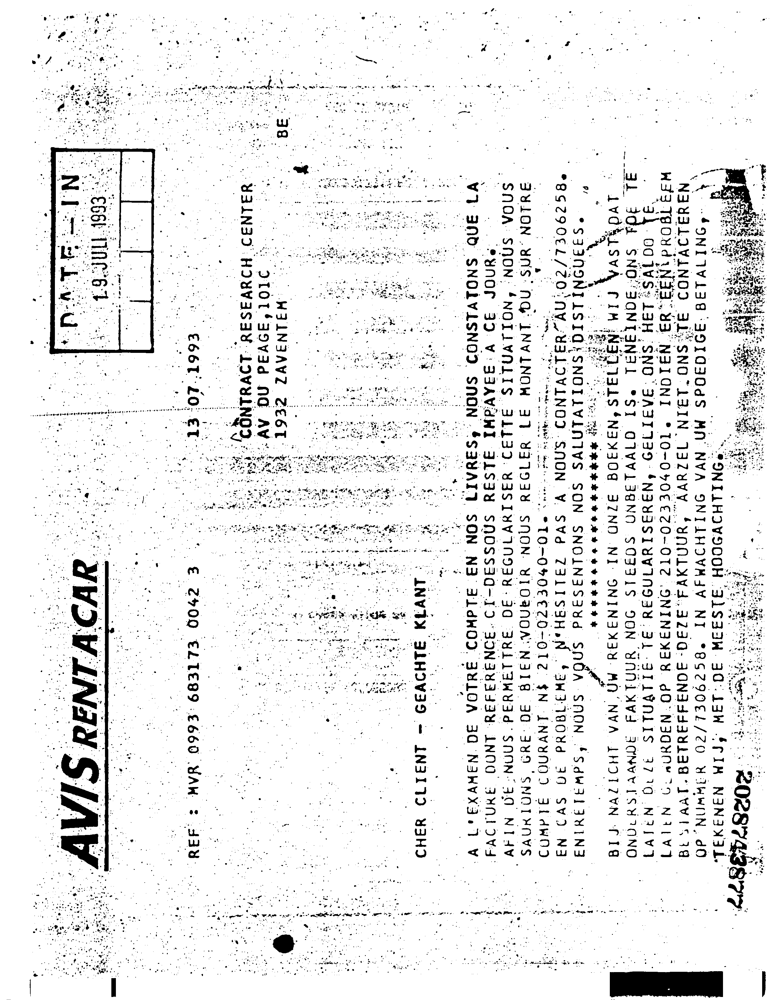 AVIS RENT A CAR
DATE-IN
19. JULI 1993
REF : MVR 0993 683173 0042 3
13 07 1993
CONTRACT RESEARCH CENTER
AV DU PEAGE,101C
1932 ZAVENTEM
BE
CHER CLIENT - GEACHTE KLANT
A L'EXAMEN DE VOTRE COMPTE EN NOS LIVRES, NOUS CONSTATONS QUE LA
FACTURE DONT REFERENCE CI-DESSOUS RESTE IMPAYEE A CE JOUR.
AFIN DE NOUS PERMETTRE DE REGULARISER CETTE SITUATION, NOUS VOUS
SAURIONS GRE DE BIEN VOULOIR NOUS REGLER LE MONTANT DU SUR NOTRE
COMPTE COURANT N$ 210-0233040-01.
EN CAS DE PROBLEME, N'HESITEZ PAS A NOUS CONTACTER AU 02/7306258.
ENTRETEMPS, NOUS VOUS PRESENTONS NOS SALUTATIONS DISTINGUEES.
********************
BIJ NAZICHT VAN UW REKENING IN ONZE BOEKEN,STELLEN WIJ VAST DAT
ONDERSTAANDE FAKTUUR NOG STEEDS ONBETAALD IS. TENEINDE ONS TOE TE
LATEN DEZE SITUATIE TE REGULARISEREN, GELIEVE ONS HET SALDO TE
LATEN GEWORDEN OP REKENING 210-0233040-01. INDIEN ER EEN PROBLEEM
BESTAAT BETREFFENDE DEZE FAKTUUR, AARZEL NIET ONS TE CONTACTEREN
OP NUMMER 02/7306258. IN AFWACHTING VAN UW SPOEDIGE BETALING,
TEKENEN WIJ, MET DE MEESTE HOOGACHTING.
2028743877